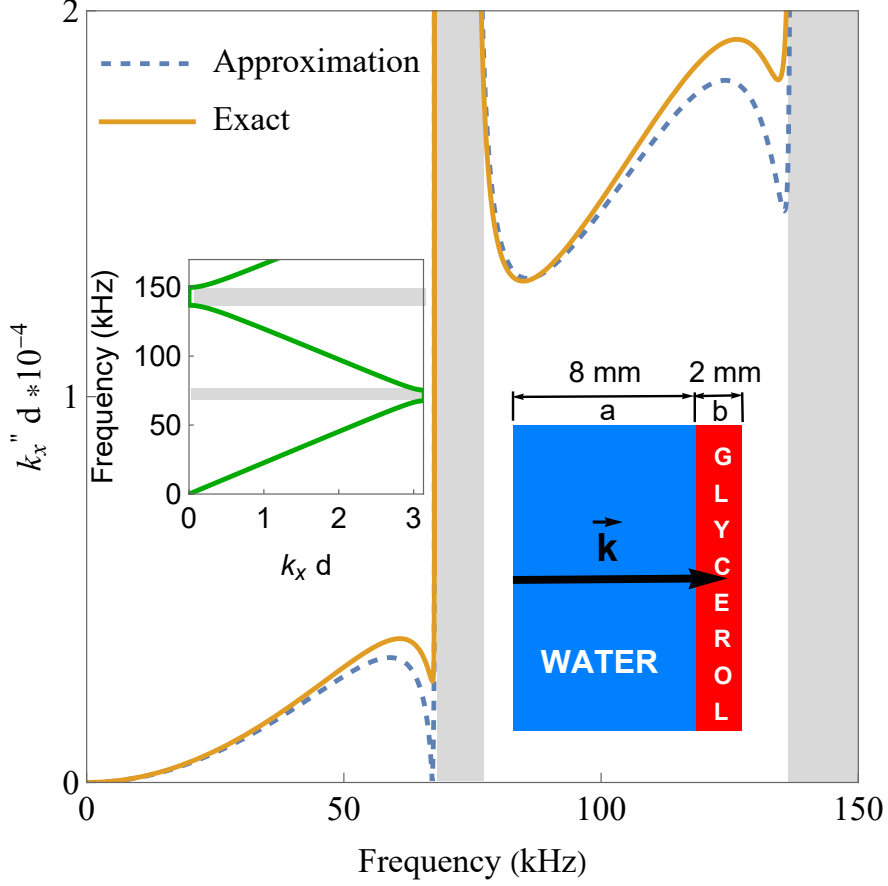 2
Approximation
Exact
1
0
k_x'' d *10^-4
0
50
100
150
Frequency (kHz)
150
100
50
0
Frequency (kHz)
0
1
2
3
k_x d
8 mm
2 mm
a
b
k
WATER
GLYCEROL